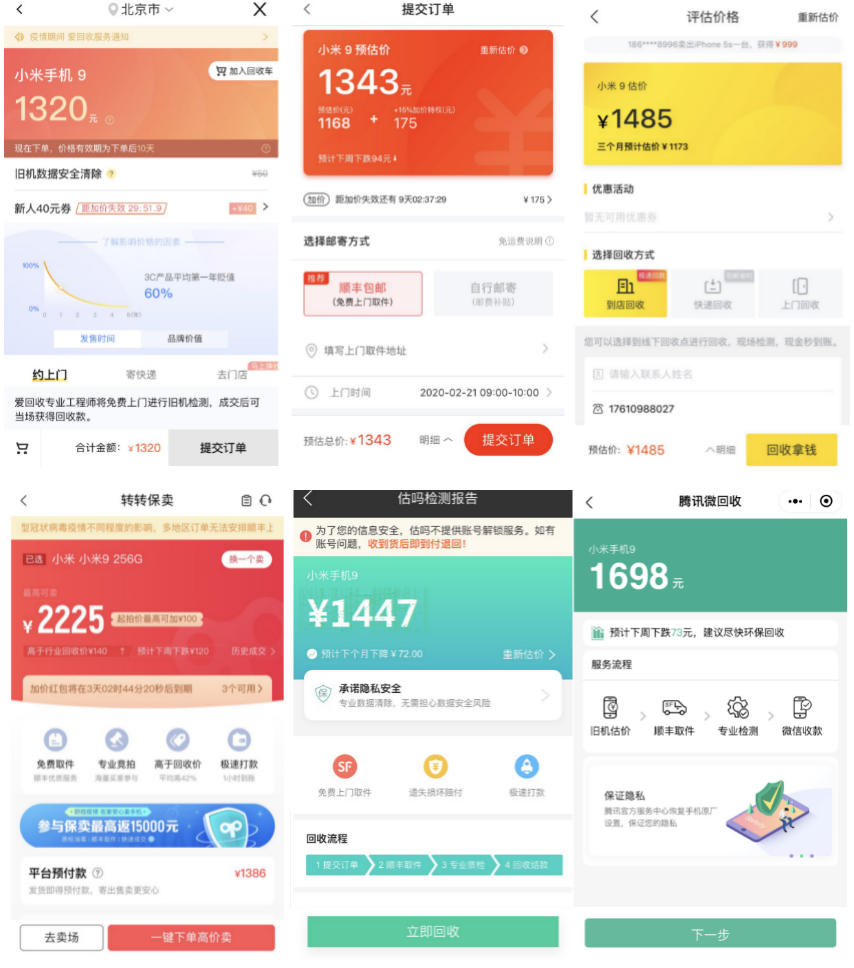 北京市
疫情期间 爱回收服务通知
小米手机 9
加入回收车
1320元
现在下单，价格有效期为下单后10天
旧机数据安全清除
¥50
新人40元券
距加价失效 29:51.9
+¥40
了解影响价格的因素
100%
3C产品平均第一年贬值
60%
0%
0 1 2 3 4 6(年)
发售时间
品牌价值
约上门
寄快递
去门店
爱回收专业工程师将免费上门进行旧机检测，成交后可
当场获得回收款。
合计金额：¥1320
提交订单
提交订单
小米 9 预估价
重新估价
1343元
预估价(元)
+15%加价特权(元)
1168 + 175
预计下周下跌94元
加价
距加价失效还有 9天02:37:29
¥175
选择邮寄方式
免运费说明
推荐
顺丰包邮
(免费上门取件)
自行邮寄
(邮费补贴)
填写上门取件地址
上门时间
2020-02-21 09:00-10:00
预估总价: ¥1343
明细
提交订单
评估价格
重新估价
186****8996卖出iPhone 5s一台，获得￥999
小米 9 估价
¥1485
三个月预计估价￥1173
优惠活动
暂无可用优惠券
选择回收方式
极速回款
到店回收
快递回收
上门回收
您可以选择到线下回收点进行回收，现场检测，现金秒到账。
请输入联系人姓名
17610988027
预估价: ¥1485
明细
回收拿钱
转转保卖
型冠状病毒疫情不同程度的影响，多地区订单无法安排顺丰上
已选
小米 小米9 256G
换一个卖
最高可卖
¥2225
起拍价最高可加¥100
高于行业回收价¥140
预计下周下跌¥120
历史成交
加价红包将在3天02时44分20秒后到期
3个可用
免费取件
专业竞拍
高于回收价
极速打款
顺丰优质服务
海量买家参与
平均高42%
1小时到账
参与保卖最高返15000元
平台预付款
¥1386
发货即得预付款，寄出售卖更安心
去卖场
一键下单高价卖
估吗检测报告
为了您的信息安全，估吗不提供账号解锁服务。如有
账号问题，收到货后即到付退回！
小米手机9
¥1447
预计下个月下降￥72.00
重新估价
承诺隐私安全
专业数据清除，无需担心数据安全风险
SF
免费上门取件
遗失损坏赔付
极速打款
回收流程
1 提交订单
2 顺丰取件
3 专业质检
4 回收结款
立即回收
腾讯微回收
小米手机9
1698元
预计下周下跌73元，建议尽快环保回收
服务流程
旧机估价
顺丰取件
专业检测
微信收款
保证隐私
腾讯官方服务中心恢复手机原厂
设置，保证您的隐私
下一步